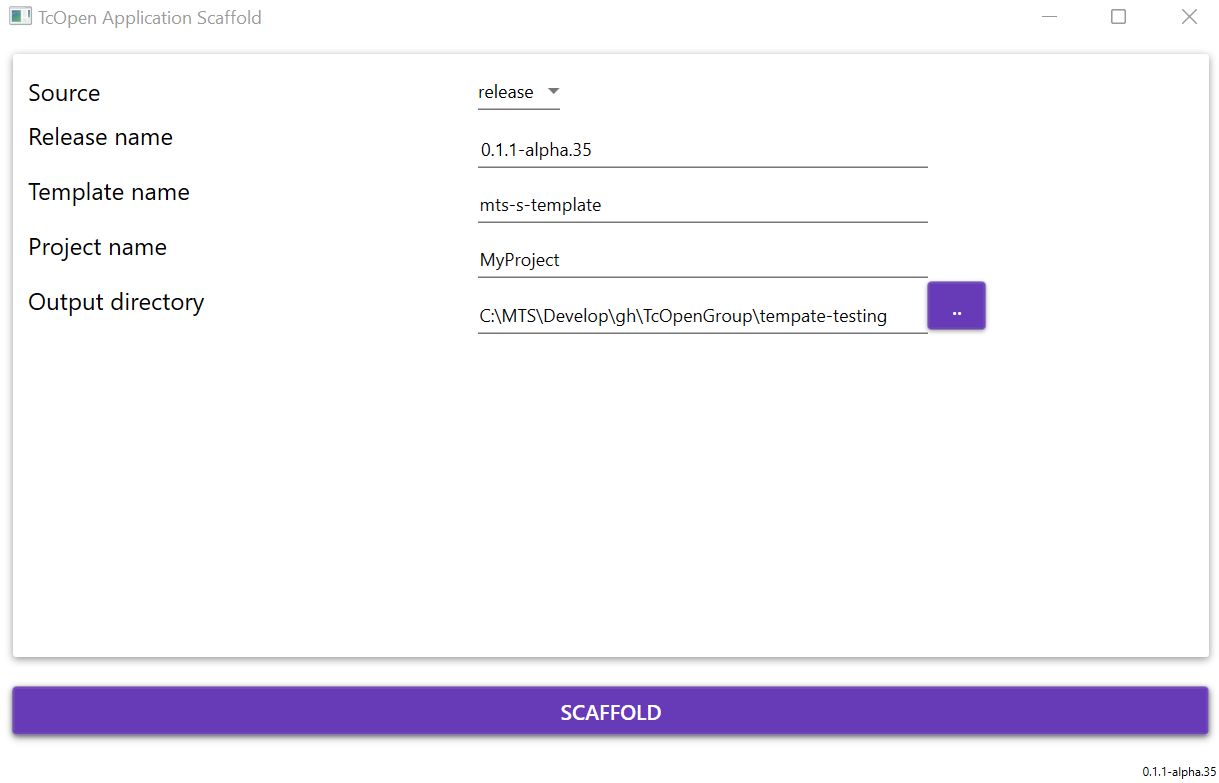 TcOpen Application Scaffold
Source release
Release name 0.1.1-alpha.35
Template name mts-s-template
Project name MyProject
Output directory C:\MTS\Develop\gh\TcOpenGroup\tempate-testing ..
SCAFFOLD
0.1.1-alpha.35